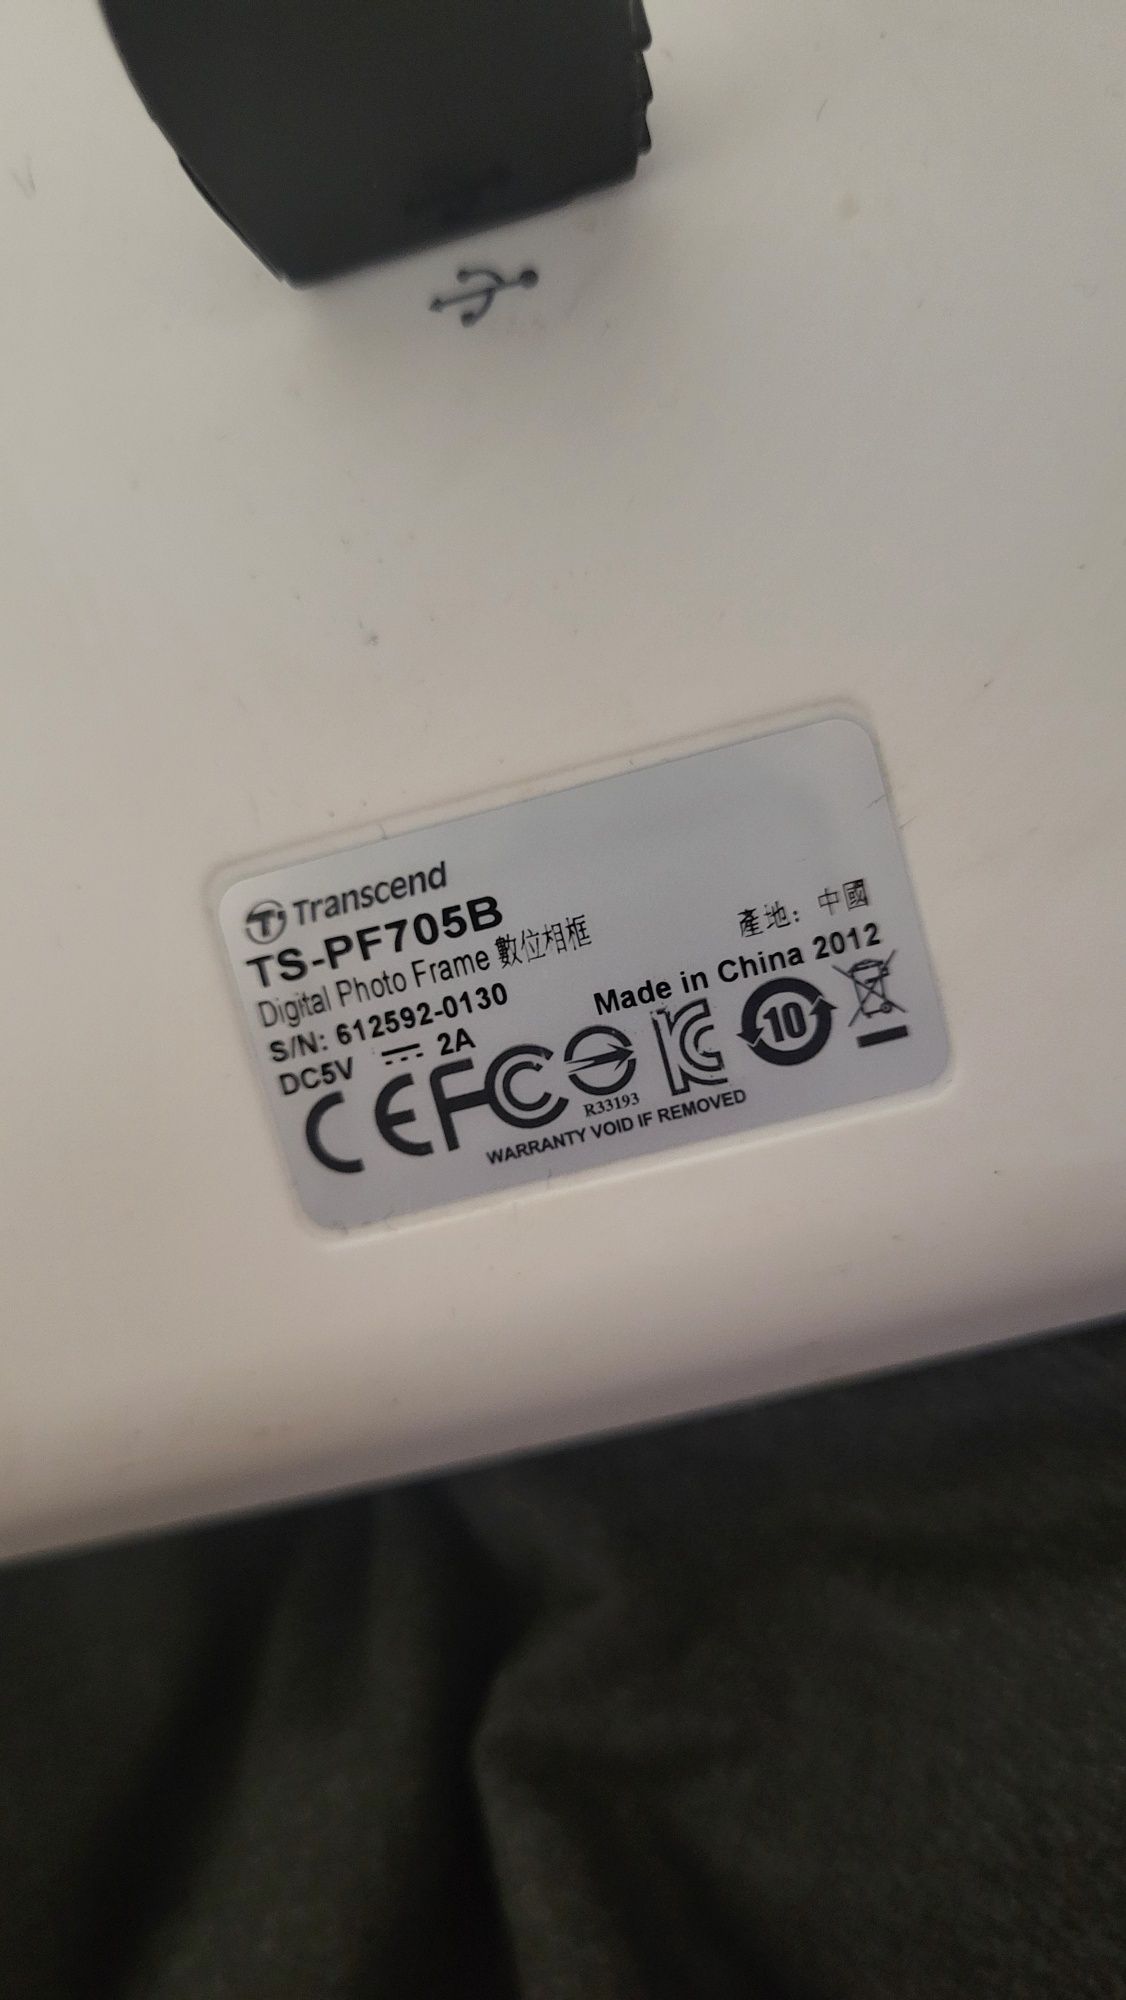 Transcend
TS-PF705B
Digital Photo Frame 數位相框
產地: 中國
S/N: 612592-0130
Made in China 2012
DC5V ⎓ 2A
CE FC KC 10
R33193
WARRANTY VOID IF REMOVED